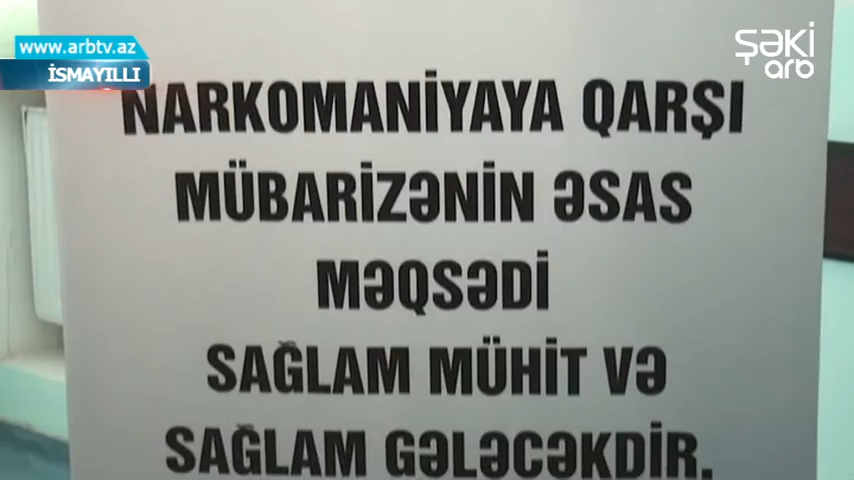 www.arbtv.az
İSMAYILLI
ŞƏKİ
arb
NARKOMANİYAYA QARŞI
MÜBARİZƏNİN ƏSAS
MƏQSƏDİ
SAĞLAM MÜHİT VƏ
SAĞLAM GƏLƏCƏKDİR.